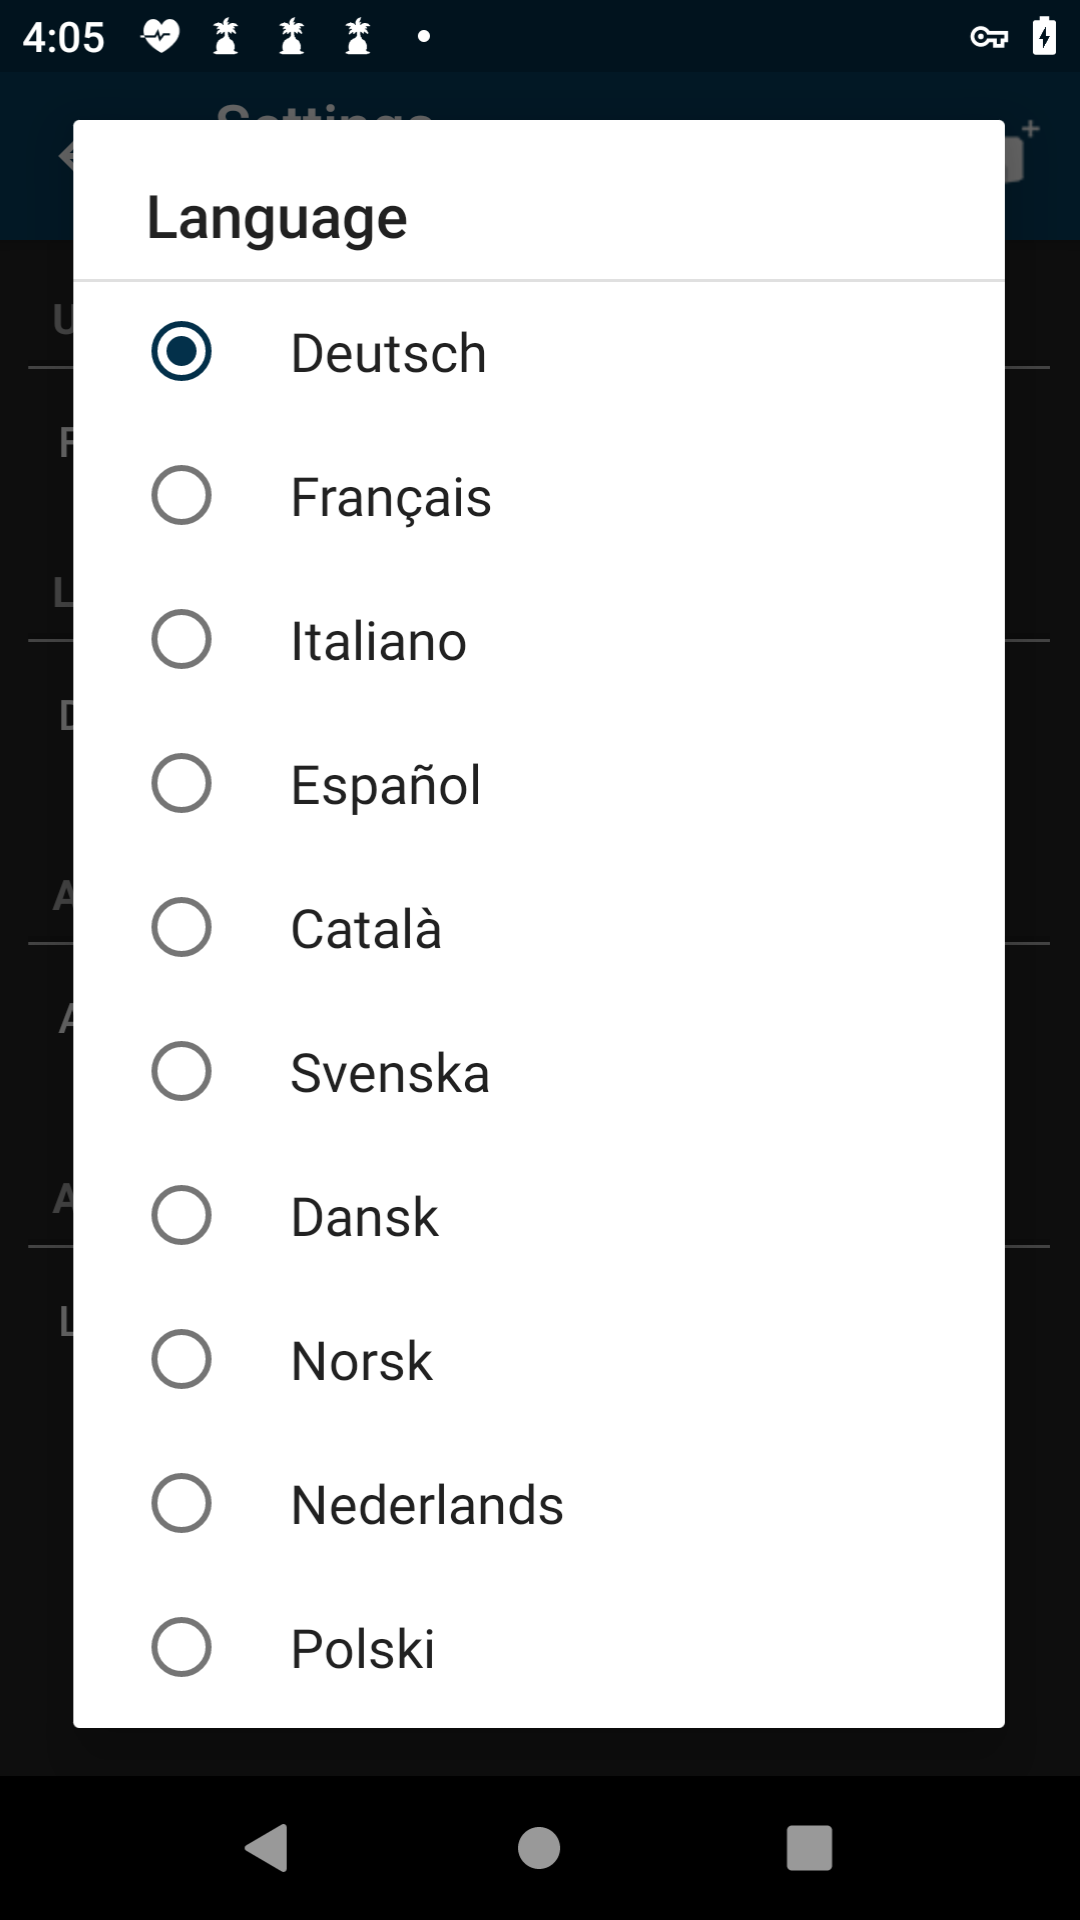 4:05
Language
Deutsch
Français
Italiano
Español
Català
Svenska
Dansk
Norsk
Nederlands
Polski